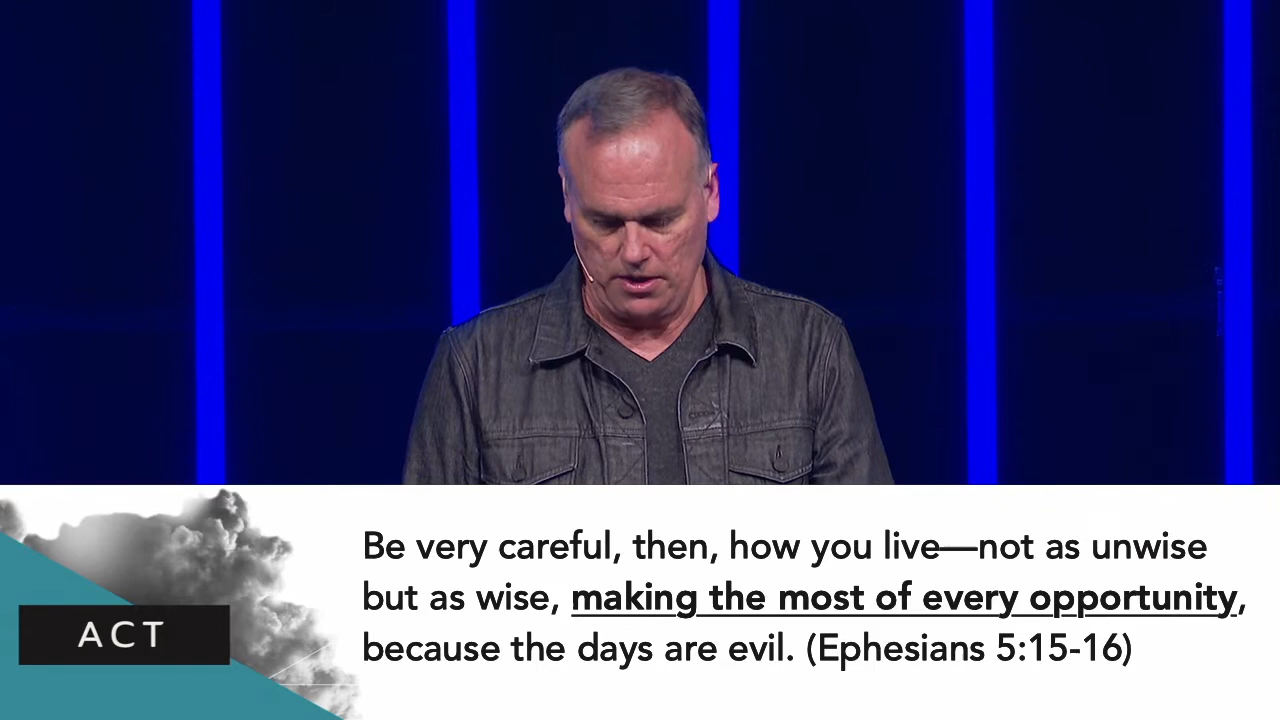 Be very careful, then, how you live—not as unwise
but as wise, making the most of every opportunity,
because the days are evil. (Ephesians 5:15-16)
ACT